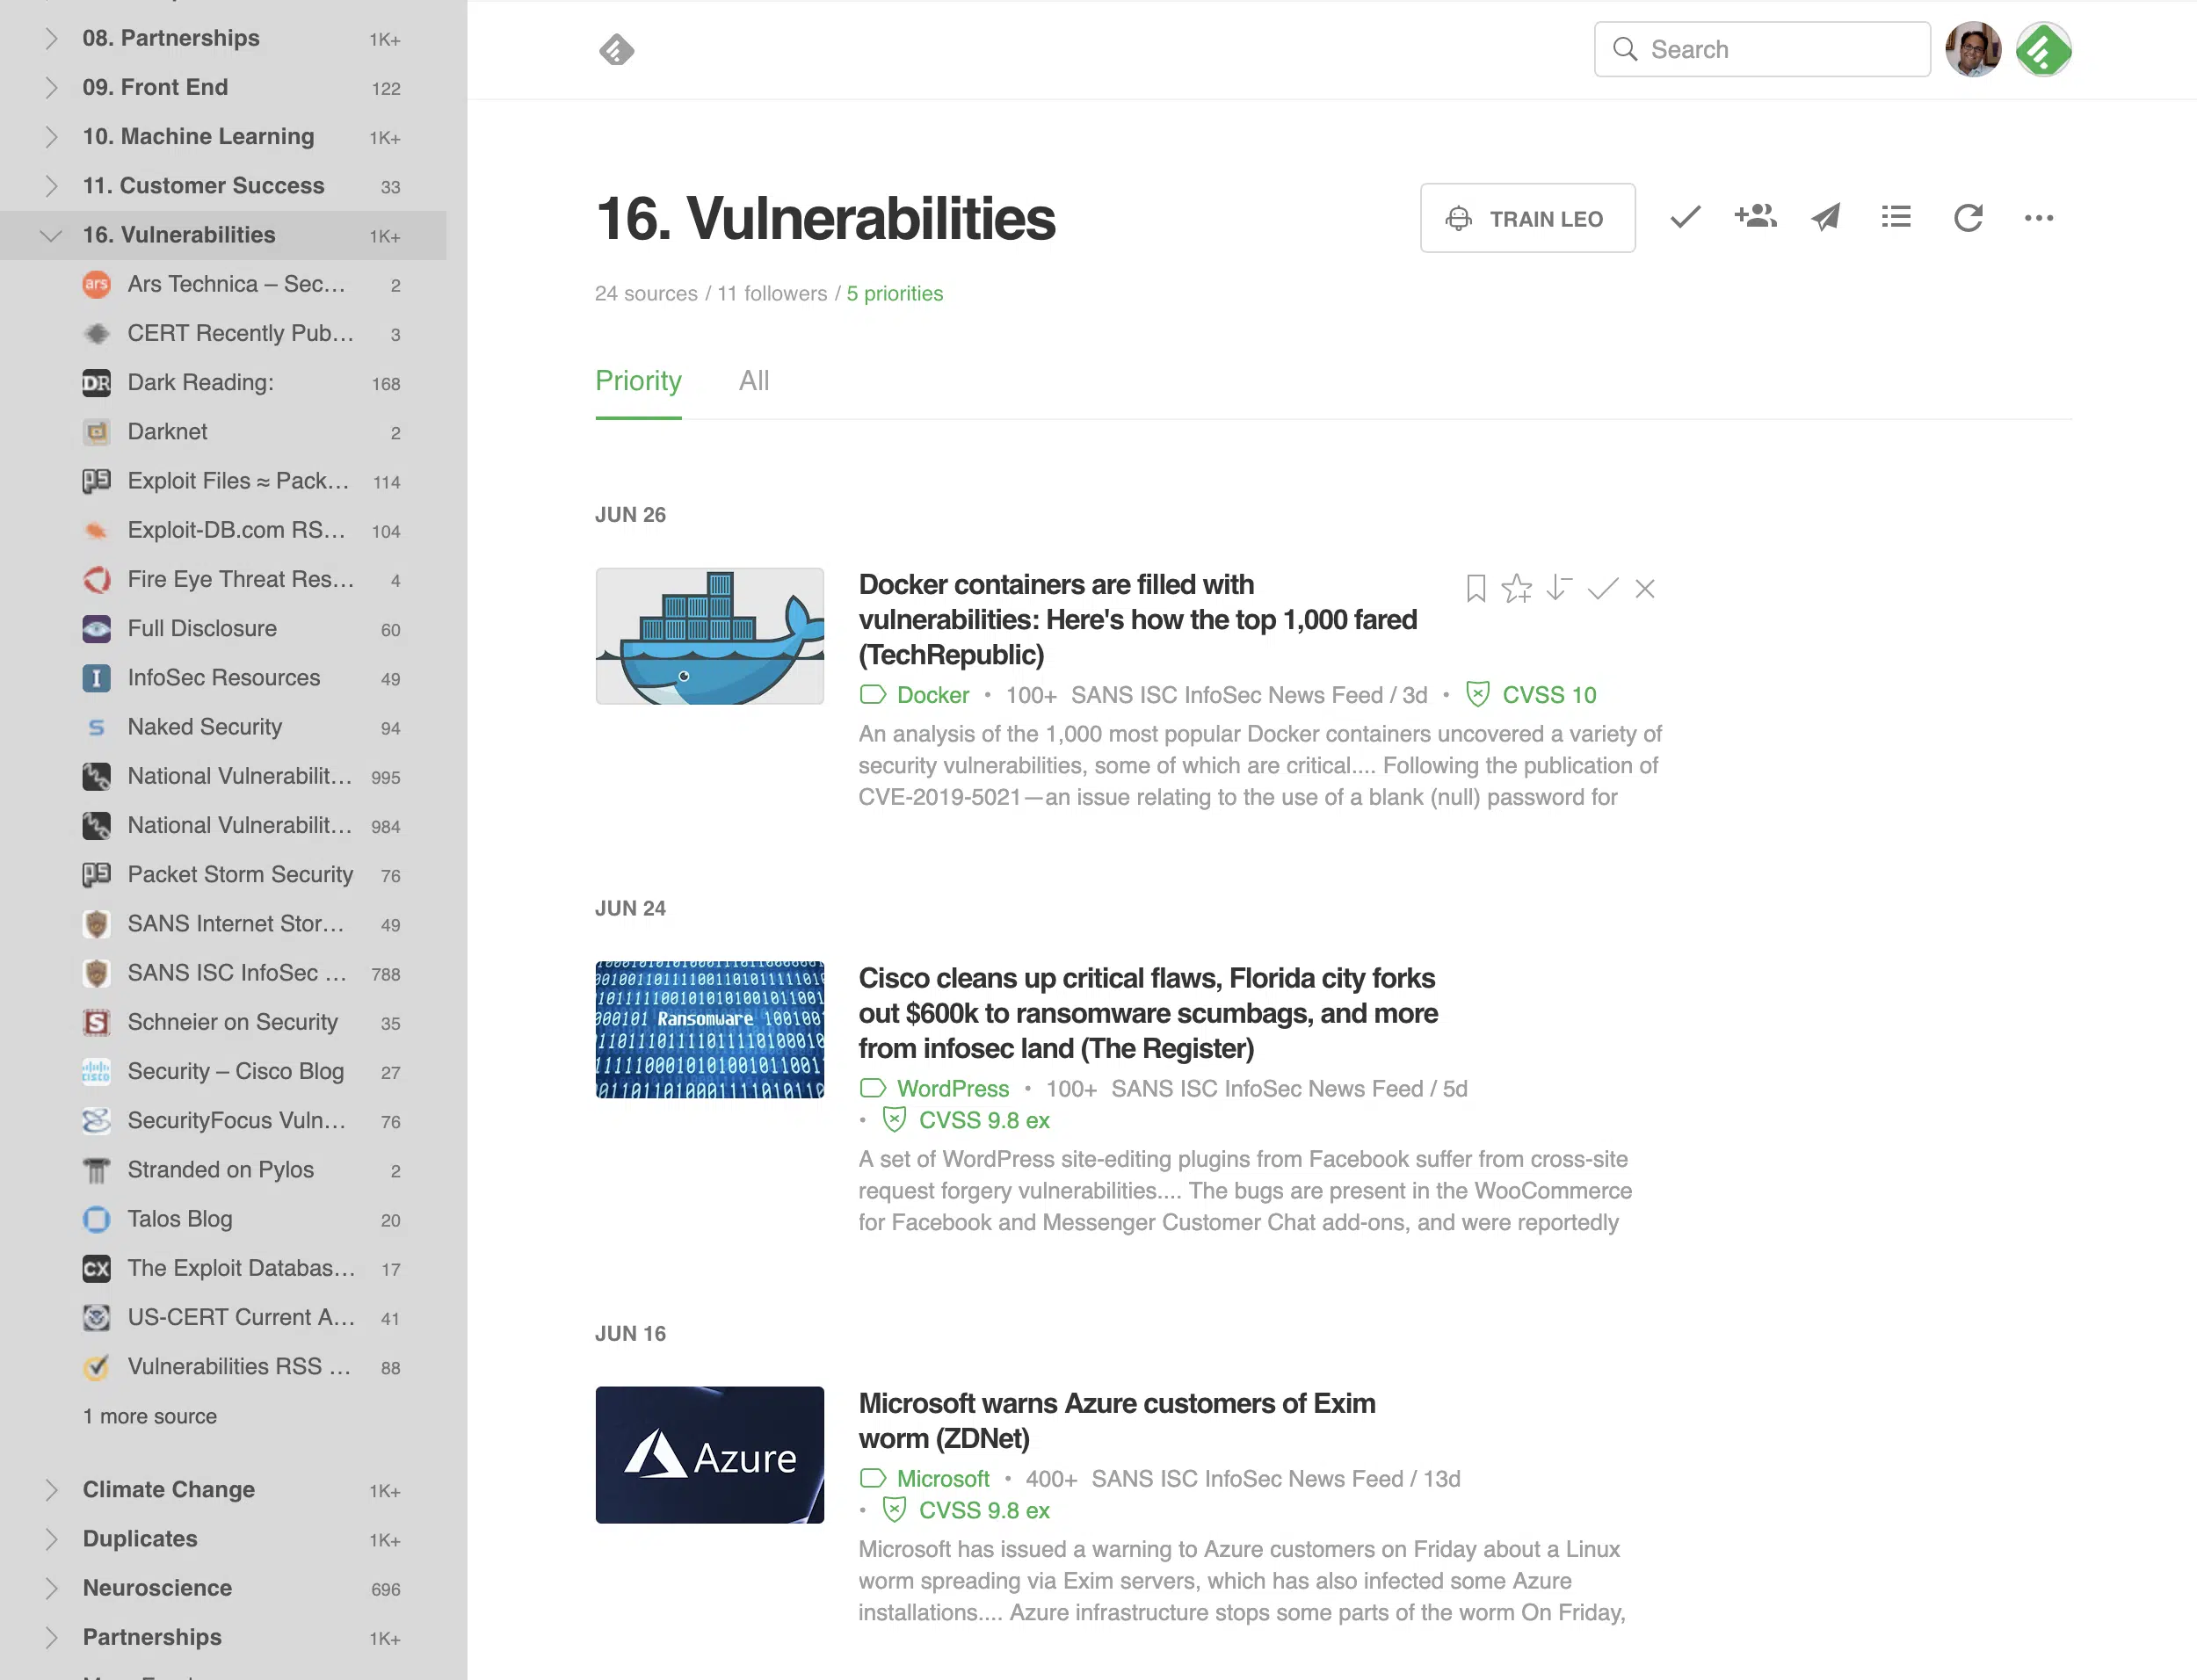 08. Partnerships 1K+
09. Front End 122
10. Machine Learning 1K+
11. Customer Success 33
16. Vulnerabilities 1K+
ars Ars Technica – Sec... 2
CERT Recently Pub... 3
DR Dark Reading: 168
Darknet 2
Exploit Files ≈ Pack... 114
Exploit-DB.com RS... 104
Fire Eye Threat Res... 4
Full Disclosure 60
I InfoSec Resources 49
S Naked Security 94
National Vulnerabilit... 995
National Vulnerabilit... 984
Packet Storm Security 76
SANS Internet Stor... 49
SANS ISC InfoSec ... 788
S Schneier on Security 35
CISCO Security – Cisco Blog 27
SecurityFocus Vuln... 76
Stranded on Pylos 2
Talos Blog 20
CX The Exploit Databas... 17
US-CERT Current A... 41
Vulnerabilities RSS ... 88
1 more source
Climate Change 1K+
Duplicates 1K+
Neuroscience 696
Partnerships 1K+
Search
16. Vulnerabilities
TRAIN LEO
24 sources / 11 followers / 5 priorities
Priority All
JUN 26
Docker containers are filled with
vulnerabilities: Here's how the top 1,000 fared
(TechRepublic)
Docker • 100+ SANS ISC InfoSec News Feed / 3d • CVSS 10
An analysis of the 1,000 most popular Docker containers uncovered a variety of
security vulnerabilities, some of which are critical.... Following the publication of
CVE-2019-5021—an issue relating to the use of a blank (null) password for
JUN 24
Ransomware
Cisco cleans up critical flaws, Florida city forks
out $600k to ransomware scumbags, and more
from infosec land (The Register)
WordPress • 100+ SANS ISC InfoSec News Feed / 5d
• CVSS 9.8 ex
A set of WordPress site-editing plugins from Facebook suffer from cross-site
request forgery vulnerabilities.... The bugs are present in the WooCommerce
for Facebook and Messenger Customer Chat add-ons, and were reportedly
JUN 16
Azure
Microsoft warns Azure customers of Exim
worm (ZDNet)
Microsoft • 400+ SANS ISC InfoSec News Feed / 13d
• CVSS 9.8 ex
Microsoft has issued a warning to Azure customers on Friday about a Linux
worm spreading via Exim servers, which has also infected some Azure
installations.... Azure infrastructure stops some parts of the worm On Friday,